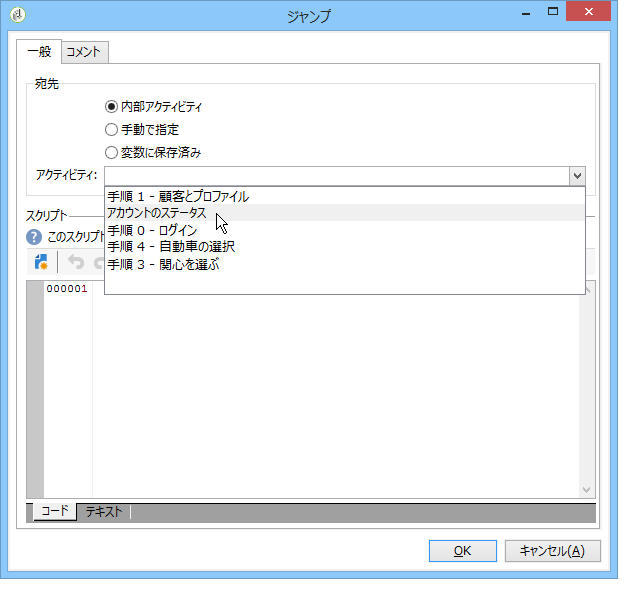 ジャンプ
一般 コメント
宛先
内部アクティビティ
手動で指定
変数に保存済み
アクティビティ:
手順 1 - 顧客とプロファイル
アカウントのステータス
手順 0 - ログイン
手順 4 - 自動車の選択
手順 3 - 関心を選ぶ
スクリプト
このスクリプト
000001
コード テキスト
OK キャンセル(A)